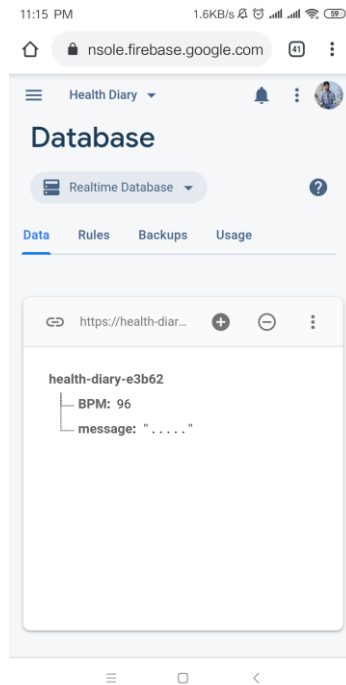 11:15 PM 1.6KB/s 59
nsole.firebase.google.com 41
Health Diary
Database
Realtime Database ?
Data Rules Backups Usage
https://health-diar...
health-diary-e3b62
BPM: 96
message: "....."